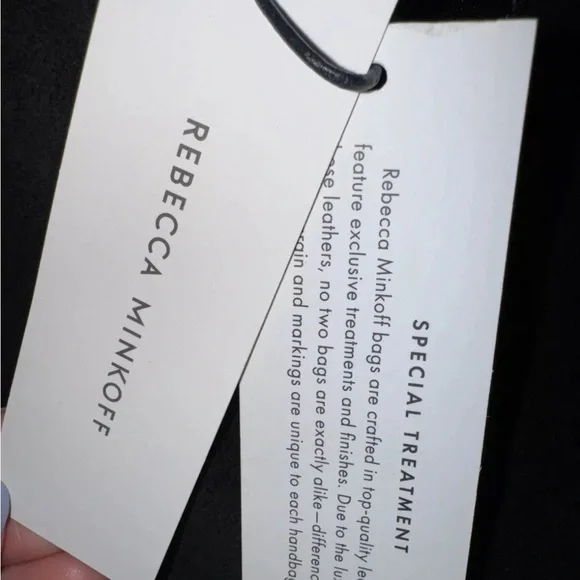 REBECCA MINKOFF
SPECIAL TREATMENT
Rebecca Minkoff bags are crafted in top-quality
feature exclusive treatments and finishes. Due to the
leathers, no two bags are exactly alike—
and markings are unique to each